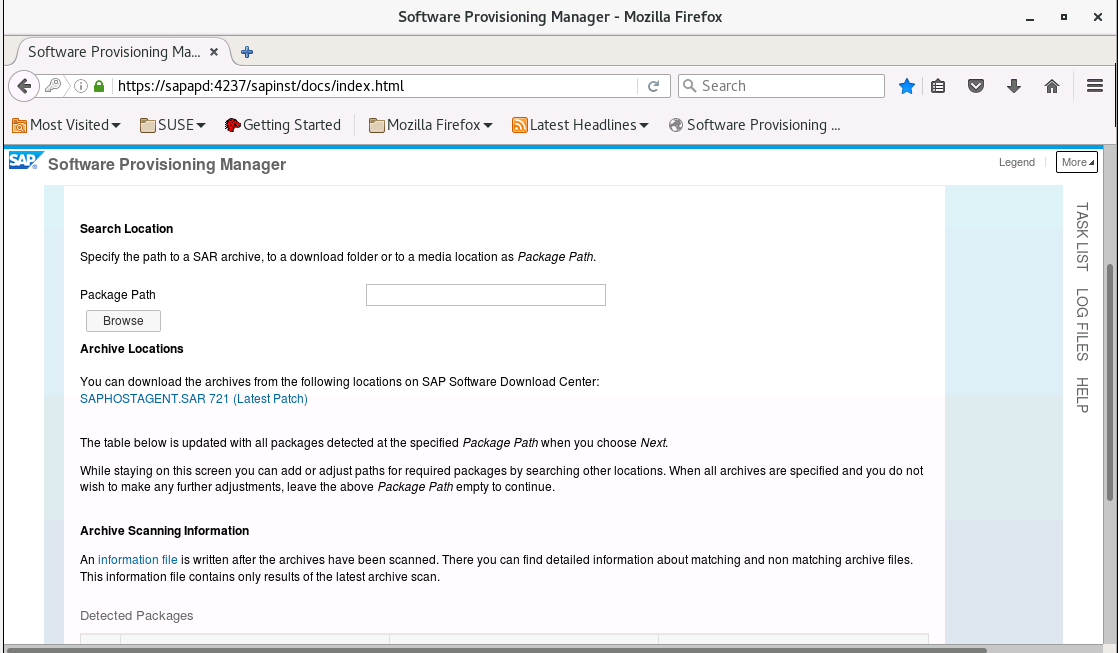 Software Provisioning Manager - Mozilla Firefox
Software Provisioning Ma...
https://sapapd:4237/sapinst/docs/index.html
Search
Most Visited
SUSE
Getting Started
Mozilla Firefox
Latest Headlines
Software Provisioning ...
SAP
Software Provisioning Manager
Legend
More
TASK LIST
LOG FILES
HELP
Search Location
Specify the path to a SAR archive, to a download folder or to a media location as Package Path.
Package Path
Browse
Archive Locations
You can download the archives from the following locations on SAP Software Download Center:
SAPHOSTAGENT.SAR 721 (Latest Patch)
The table below is updated with all packages detected at the specified Package Path when you choose Next.
While staying on this screen you can add or adjust paths for required packages by searching other locations. When all archives are specified and you do not
wish to make any further adjustments, leave the above Package Path empty to continue.
Archive Scanning Information
An information file is written after the archives have been scanned. There you can find detailed information about matching and non matching archive files.
This information file contains only results of the latest archive scan.
Detected Packages